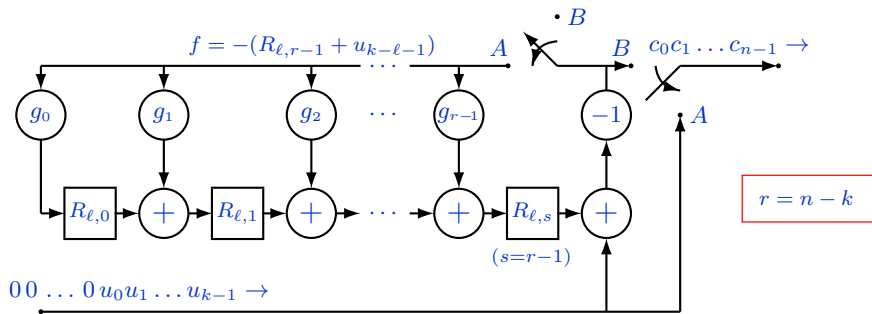 B
f = −(R_{ℓ,r−1} + u_{k−ℓ−1}) A B c_0c_1 … c_{n−1} →
⋯
g_0 g_1 g_2 ⋯ g_{r−1} −1 A
R_{ℓ,0} + R_{ℓ,1} + ⋯ + R_{ℓ,s} + r = n − k
(s=r−1)
0 0 … 0 u_0u_1 … u_{k−1} →